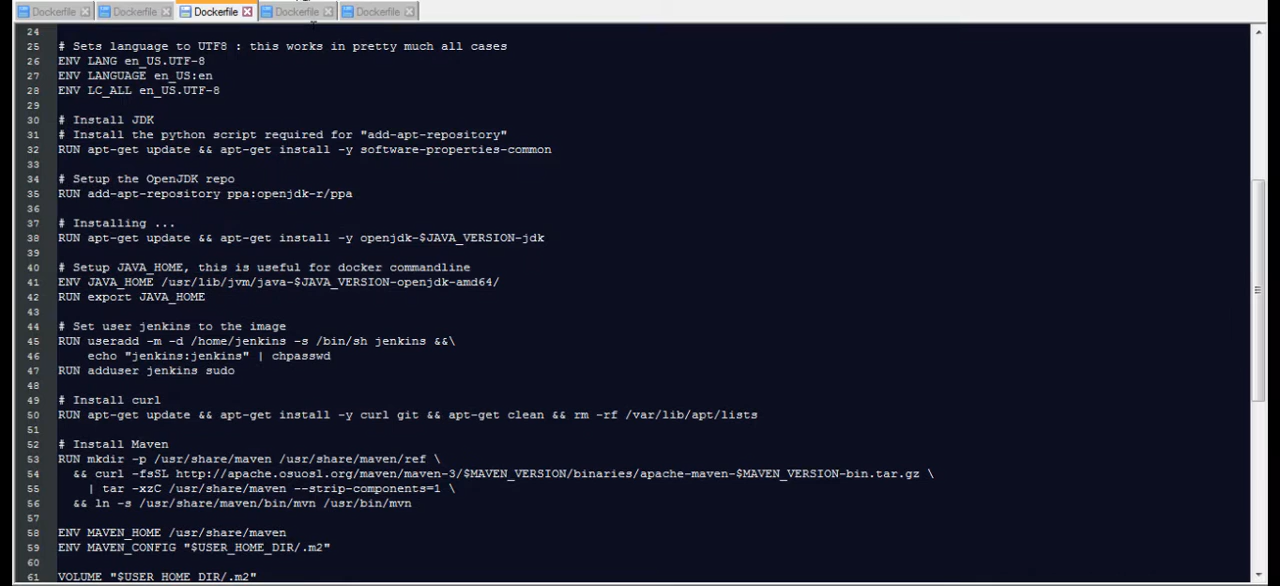 Dockerfile Dockerfile Dockerfile Dockerfile Dockerfile
24
25 # Sets language to UTF8 : this works in pretty much all cases
26 ENV LANG en_US.UTF-8
27 ENV LANGUAGE en_US:en
28 ENV LC_ALL en_US.UTF-8
29
30 # Install JDK
31 # Install the python script required for "add-apt-repository"
32 RUN apt-get update && apt-get install -y software-properties-common
33
34 # Setup the OpenJDK repo
35 RUN add-apt-repository ppa:openjdk-r/ppa
36
37 # Installing ...
38 RUN apt-get update && apt-get install -y openjdk-$JAVA_VERSION-jdk
39
40 # Setup JAVA_HOME, this is useful for docker commandline
41 ENV JAVA_HOME /usr/lib/jvm/java-$JAVA_VERSION-openjdk-amd64/
42 RUN export JAVA_HOME
43
44 # Set user jenkins to the image
45 RUN useradd -m -d /home/jenkins -s /bin/sh jenkins &&\
46     echo "jenkins:jenkins" | chpasswd
47 RUN adduser jenkins sudo
48
49 # Install curl
50 RUN apt-get update && apt-get install -y curl git && apt-get clean && rm -rf /var/lib/apt/lists
51
52 # Install Maven
53 RUN mkdir -p /usr/share/maven /usr/share/maven/ref \
54   && curl -fsSL http://apache.osuosl.org/maven/maven-3/$MAVEN_VERSION/binaries/apache-maven-$MAVEN_VERSION-bin.tar.gz \
55     | tar -xzC /usr/share/maven --strip-components=1 \
56   && ln -s /usr/share/maven/bin/mvn /usr/bin/mvn
57
58 ENV MAVEN_HOME /usr/share/maven
59 ENV MAVEN_CONFIG "$USER_HOME_DIR/.m2"
60
61 VOLUME "$USER_HOME_DIR/.m2"